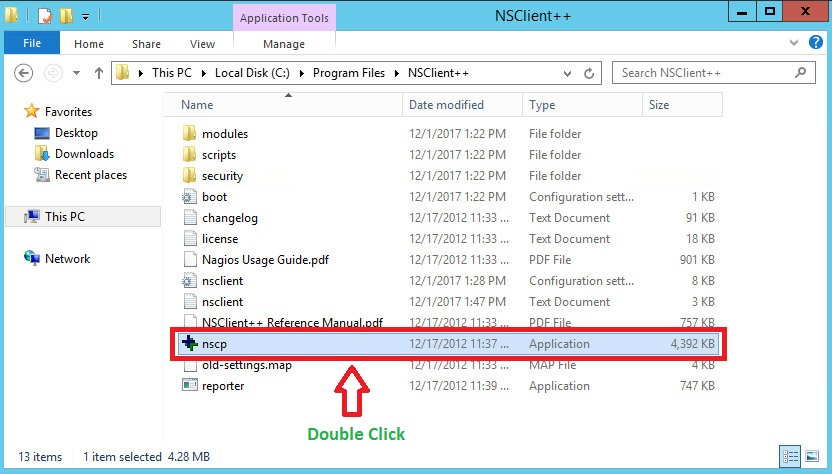 Application Tools
NSClient++
File Home Share View Manage
This PC Local Disk (C:) Program Files NSClient++
Search NSClient++
Favorites
Desktop
Downloads
Recent places
This PC
Network
Name Date modified Type Size
modules 12/1/2017 1:22 PM File folder
scripts 12/1/2017 1:22 PM File folder
security 12/1/2017 1:22 PM File folder
boot 12/1/2017 1:22 PM Configuration sett... 1 KB
changelog 12/17/2012 11:33 ... Text Document 91 KB
license 12/17/2012 11:33 ... Text Document 18 KB
Nagios Usage Guide.pdf 12/17/2012 11:33 ... PDF File 901 KB
nsclient 12/1/2017 1:28 PM Configuration sett... 8 KB
nsclient 12/1/2017 1:47 PM Text Document 3 KB
NSClient++ Reference Manual.pdf 12/17/2012 11:33 ... PDF File 757 KB
nscp 12/17/2012 11:37 ... Application 4,392 KB
old-settings.map 12/17/2012 11:33 ... MAP File 4 KB
reporter 12/17/2012 11:39 ... Application 747 KB
Double Click
13 items 1 item selected 4.28 MB